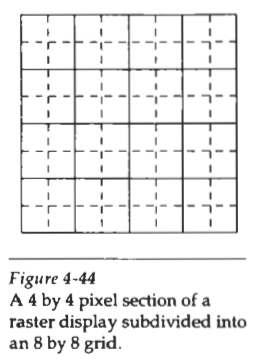 Figure 4-44
A 4 by 4 pixel section of a
raster display subdivided into
an 8 by 8 grid.